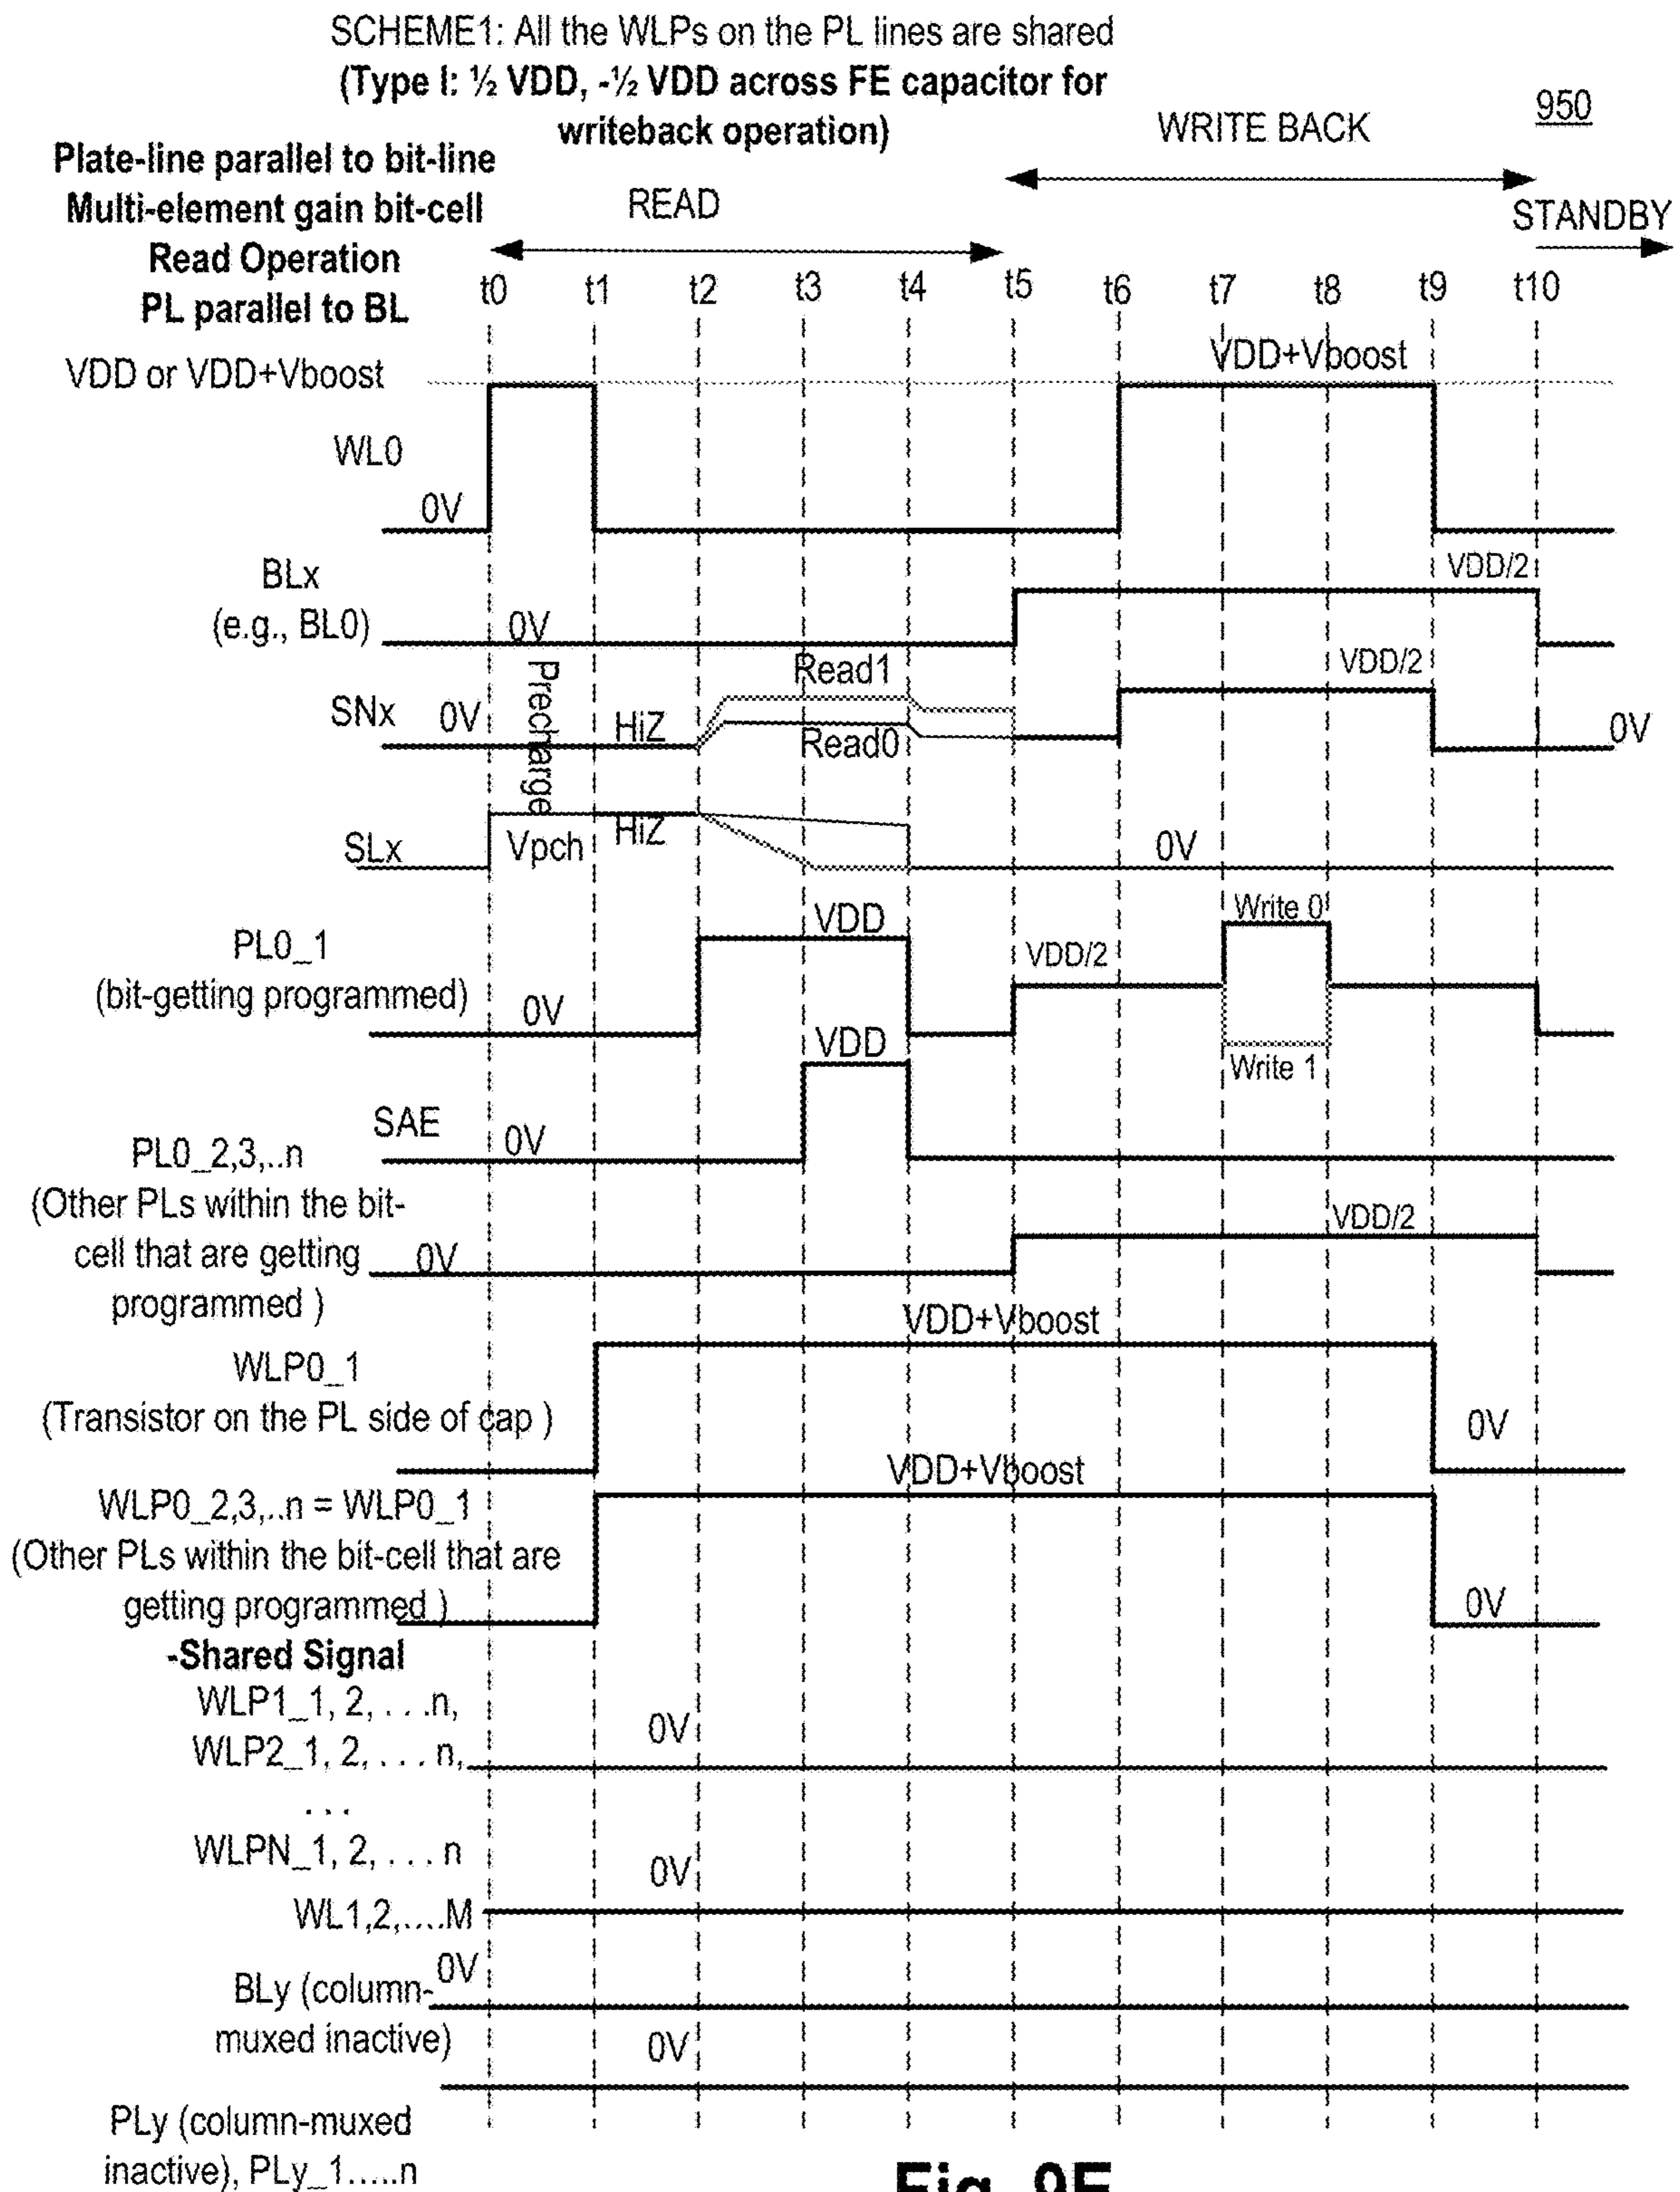 SCHEME1: All the WLPs on the PL lines are shared
(Type I: ½ VDD, -½ VDD across FE capacitor for
writeback operation)
950
WRITE BACK
Plate-line parallel to bit-line
Multi-element gain bit-cell
READ
STANDBY
Read Operation
PL parallel to BL
t0 t1 t2 t3 t4 t5 t6 t7 t8 t9 t10
VDD or VDD+Vboost
VDD+Vboost
WL0
0V
BLx
(e.g., BL0)
0V
VDD/2
SNx
0V
Precharge
HiZ
Read1
Read0
VDD/2
0V
SLx
Vpch
HiZ
0V
PL0_1
(bit-getting programmed)
0V
VDD
VDD/2
Write 0
Write 1
SAE
0V
VDD
PL0_2,3,..n
(Other PLs within the bit-
cell that are getting
programmed )
0V
VDD/2
WLP0_1
(Transistor on the PL side of cap )
VDD+Vboost
0V
WLP0_2,3,..n = WLP0_1
(Other PLs within the bit-cell that are
getting programmed )
-Shared Signal
VDD+Vboost
0V
WLP1_1, 2, . . .n,
WLP2_1, 2, . . . n,
. . .
WLPN_1, 2, . . . n
0V
WL1,2,....M
0V
BLy (column-
muxed inactive)
0V
PLy (column-muxed
inactive), PLy_1.....n
0V
Fig. 9E